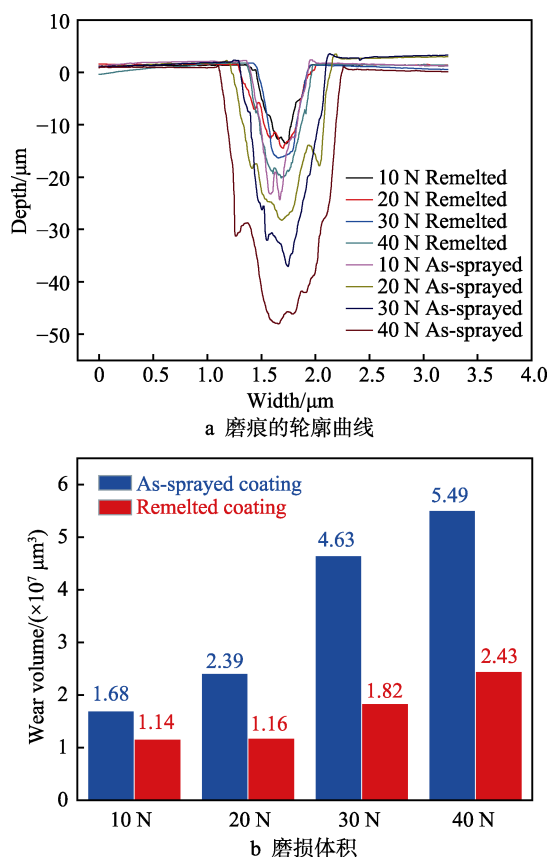 10
0
−10
−20
−30
−40
−50
Depth/μm
10 N Remelted
20 N Remelted
30 N Remelted
40 N Remelted
10 N As-sprayed
20 N As-sprayed
30 N As-sprayed
40 N As-sprayed
0 1.0 1.5 2.0 2.5 3.0 3.5 4.0
Width/μm
a 磨痕的轮廓曲线
As-sprayed coating
Remelted coating
6
5
4
3
2
1
0
Wear volume/(×10⁷ μm³)
1.68 1.14 2.39 1.16 4.63 1.82 5.49 2.43
10 N 20 N 30 N 40 N
b 磨损体积